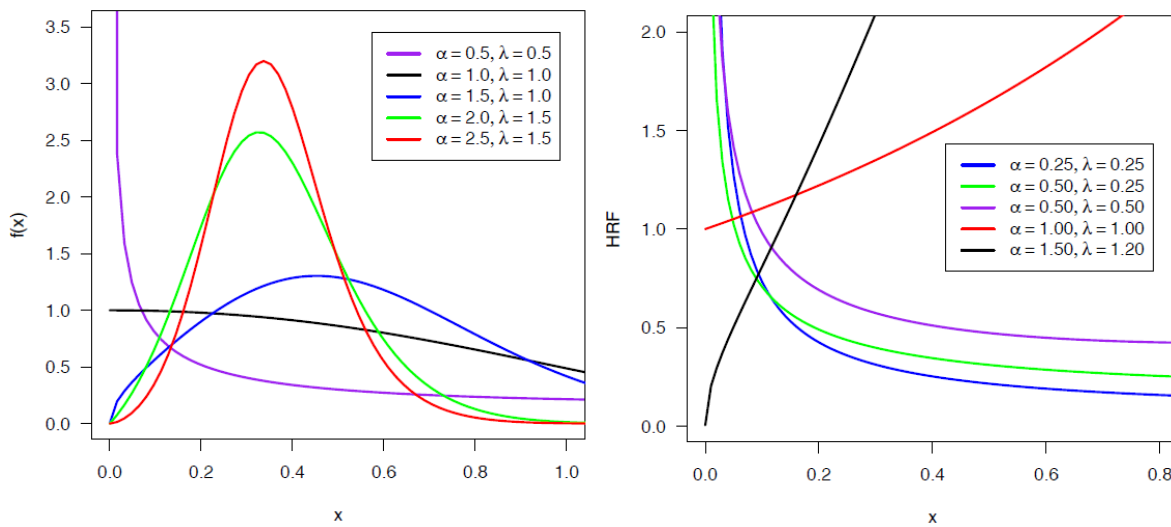 f(x)
3.5
3.0
2.5
2.0
1.5
1.0
0.5
0.0
α = 0.5, λ = 0.5
α = 1.0, λ = 1.0
α = 1.5, λ = 1.0
α = 2.0, λ = 1.5
α = 2.5, λ = 1.5
0.0 0.2 0.4 0.6 0.8 1.0
x
HRF
2.0
1.5
1.0
0.5
0.0
α = 0.25, λ = 0.25
α = 0.50, λ = 0.25
α = 0.50, λ = 0.50
α = 1.00, λ = 1.00
α = 1.50, λ = 1.20
0.0 0.2 0.4 0.6 0.8
x